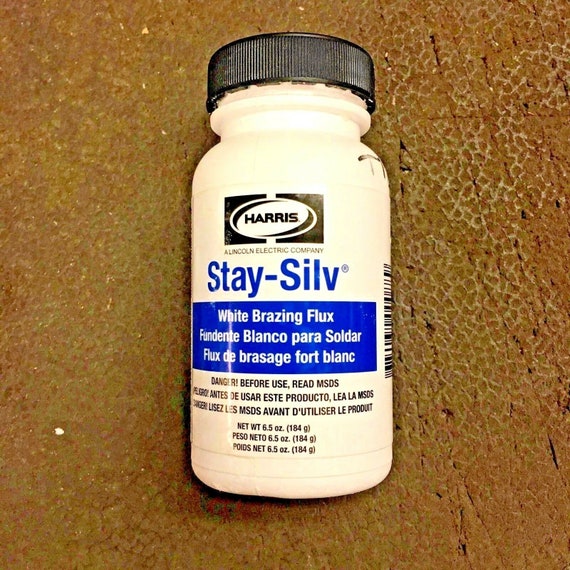 HARRIS
A LINCOLN ELECTRIC COMPANY
Stay-Silv®
White Brazing Flux
Fundente Blanco para Soldar
Flux de brasage fort blanc
DANGER! BEFORE USE, READ MSDS
¡PELIGRO! ANTES DE USAR ESTE PRODUCTO, LEA LA MSDS
DANGER! LISEZ LES MSDS AVANT D'UTILISER LE PRODUIT
NET WT 6.5 oz. (184 g)
PESO NETO 6.5 oz. (184 g)
POIDS NET 6.5 oz. (184 g)